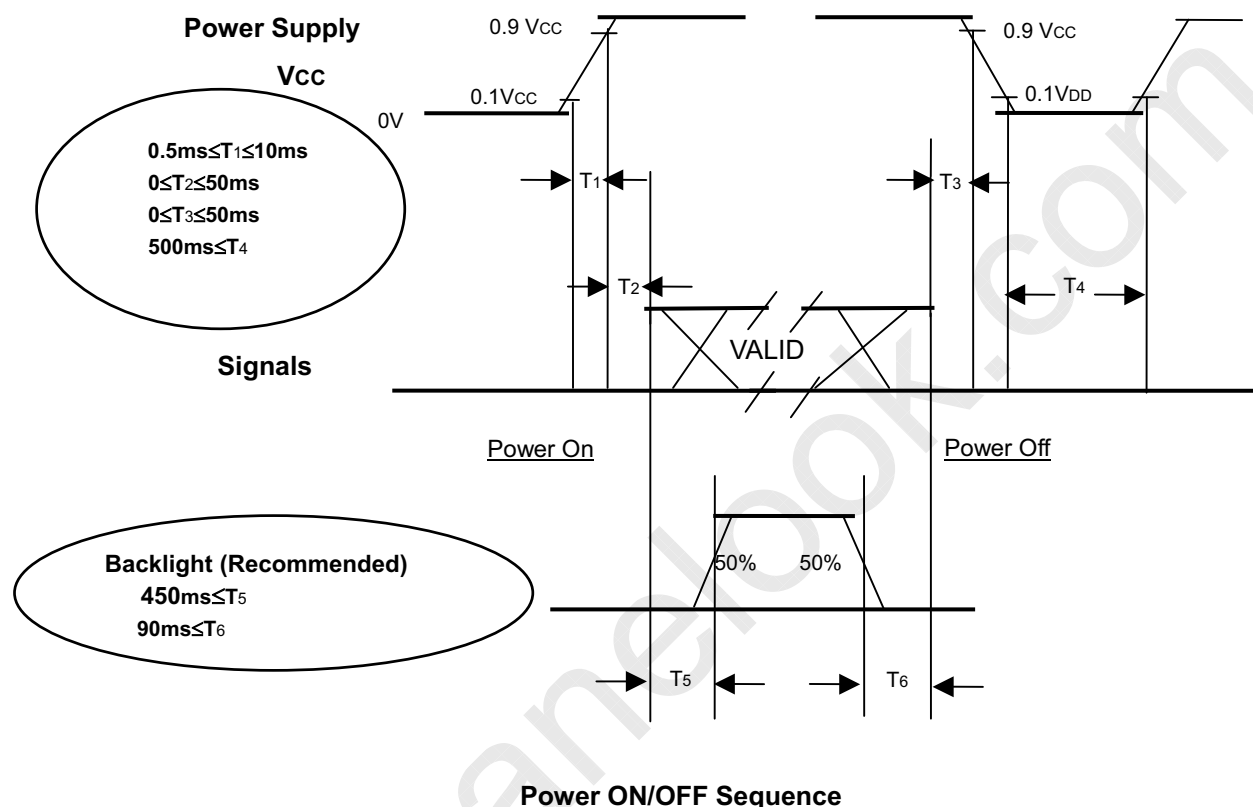 Power Supply
VCC
0.9 VCC
0.1VCC
0V
0.9 VCC
0.1VDD
0.5ms≤T1≤10ms
0≤T2≤50ms
0≤T3≤50ms
500ms≤T4
T1
T2
T3
T4
VALID
Signals
Power On
Power Off
Backlight (Recommended)
450ms≤T5
90ms≤T6
50%
50%
T5
T6
Power ON/OFF Sequence
anelook.com